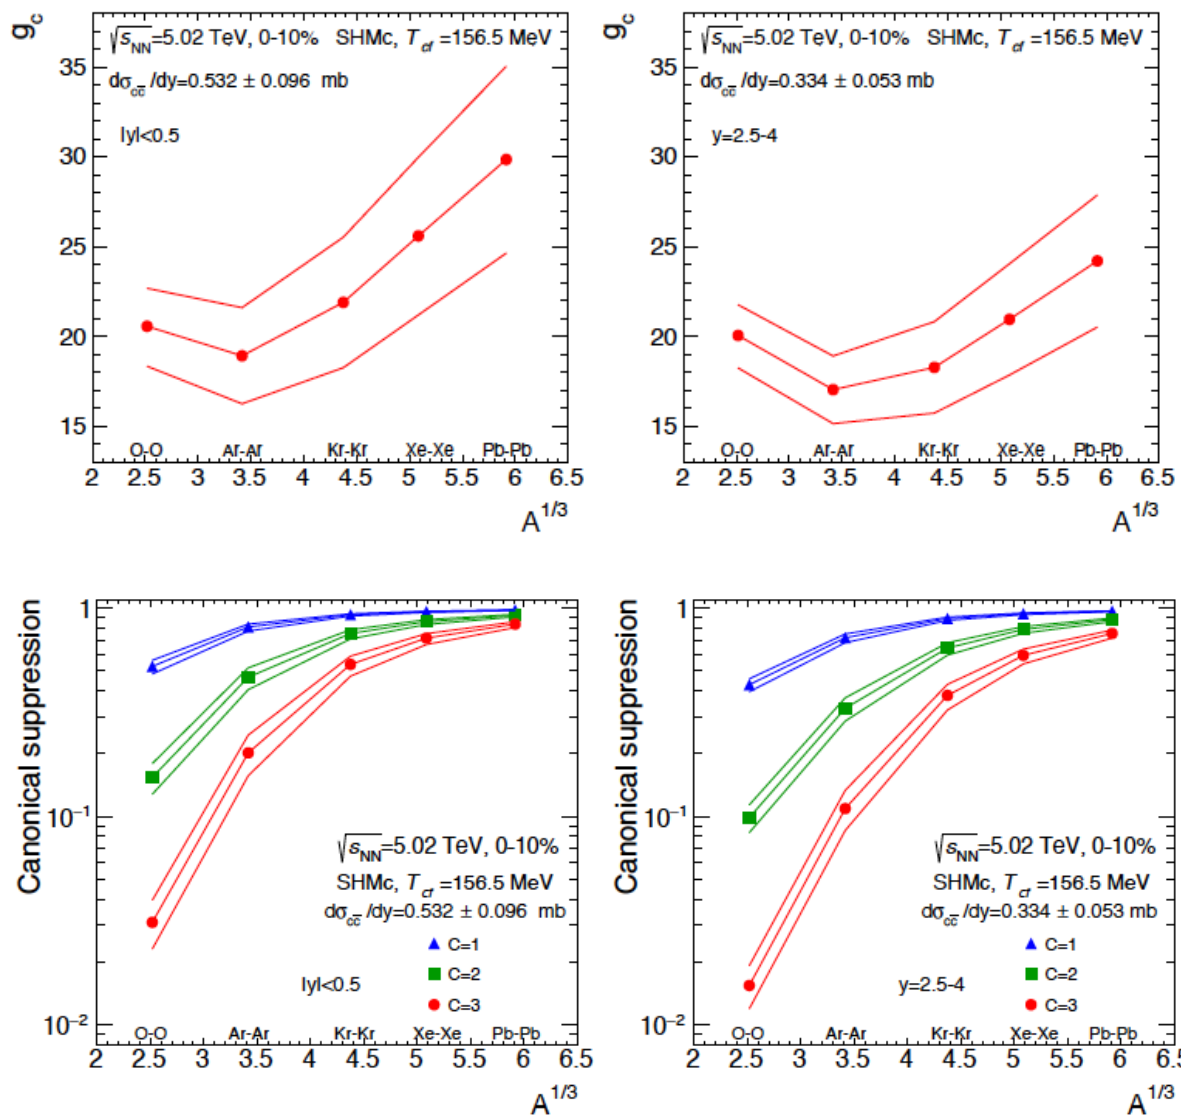 g_c
√s_NN=5.02 TeV, 0-10% SHMc, T_cf =156.5 MeV
dσ_cc̅ /dy=0.532 ± 0.096 mb
|y|<0.5
35
30
25
20
15
O-O Ar-Ar Kr-Kr Xe-Xe Pb-Pb
2 2.5 3 3.5 4 4.5 5 5.5 6 6.5
A^1/3
g_c
√s_NN=5.02 TeV, 0-10% SHMc, T_cf =156.5 MeV
dσ_cc̅ /dy=0.334 ± 0.053 mb
y=2.5-4
35
30
25
20
15
O-O Ar-Ar Kr-Kr Xe-Xe Pb-Pb
2 2.5 3 3.5 4 4.5 5 5.5 6 6.5
A^1/3
Canonical suppression
1
10^−1
10^−2
√s_NN=5.02 TeV, 0-10%
SHMc, T_cf =156.5 MeV
dσ_cc̅ /dy=0.532 ± 0.096 mb
C=1
C=2
|y|<0.5
C=3
O-O Ar-Ar Kr-Kr Xe-Xe Pb-Pb
2 2.5 3 3.5 4 4.5 5 5.5 6 6.5
A^1/3
Canonical suppression
1
10^−1
10^−2
√s_NN=5.02 TeV, 0-10%
SHMc, T_cf =156.5 MeV
dσ_cc̅ /dy=0.334 ± 0.053 mb
C=1
C=2
y=2.5-4
C=3
O-O Ar-Ar Kr-Kr Xe-Xe Pb-Pb
2 2.5 3 3.5 4 4.5 5 5.5 6 6.5
A^1/3